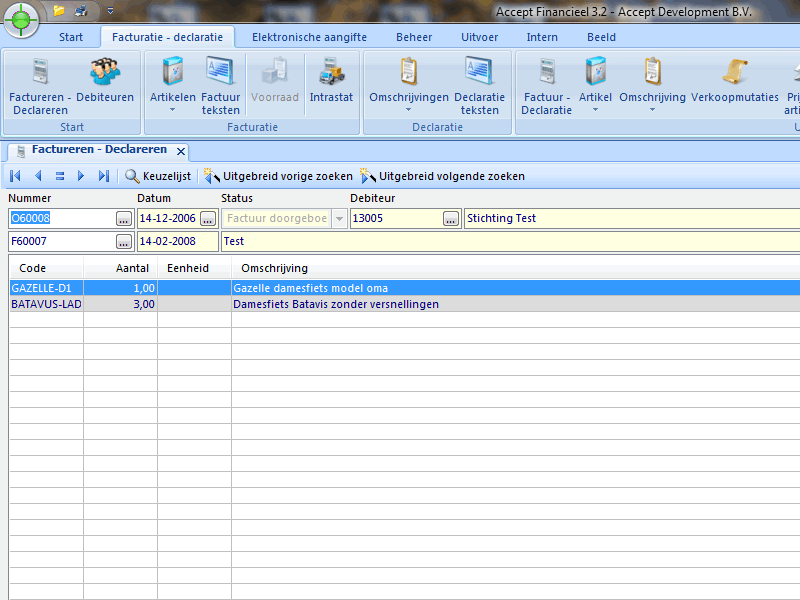 Accept Financieel 3.2 - Accept Development B.V.
Start Facturatie - declaratie Elektronische aangifte Beheer Uitvoer Intern Beeld
Factureren - Declareren Debiteuren Artikelen Factuur teksten Voorraad Intrastat Omschrijvingen Declaratie teksten Factuur - Declaratie Artikel Omschrijving Verkoopmutaties
Start Facturatie Declaratie
Factureren - Declareren
Keuzelijst Uitgebreid vorige zoeken Uitgebreid volgende zoeken
Nummer Datum Status Debiteur
O60008 ... 14-12-2006 ... Factuur doorgeboe 13005 ... Stichting Test
F60007 ... 14-02-2008 Test
Code Aantal Eenheid Omschrijving
GAZELLE-D1 1,00 Gazelle damesfiets model oma
BATAVUS-LAD 3,00 Damesfiets Batavis zonder versnellingen